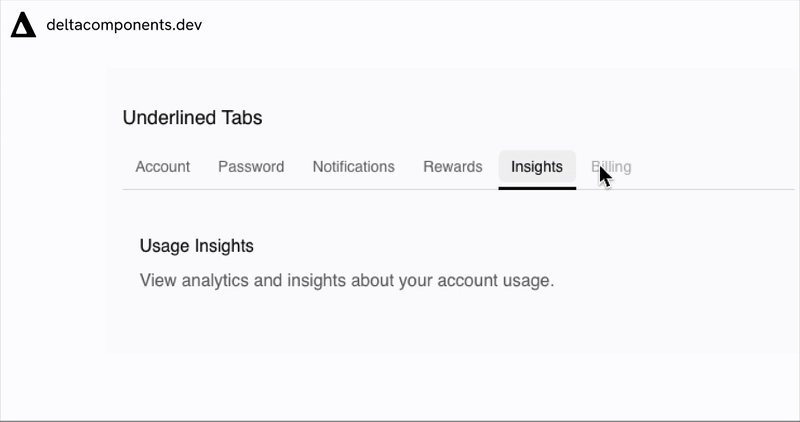 deltacomponents.dev
Underlined Tabs
Account Password Notifications Rewards Insights Billing
Usage Insights
View analytics and insights about your account usage.